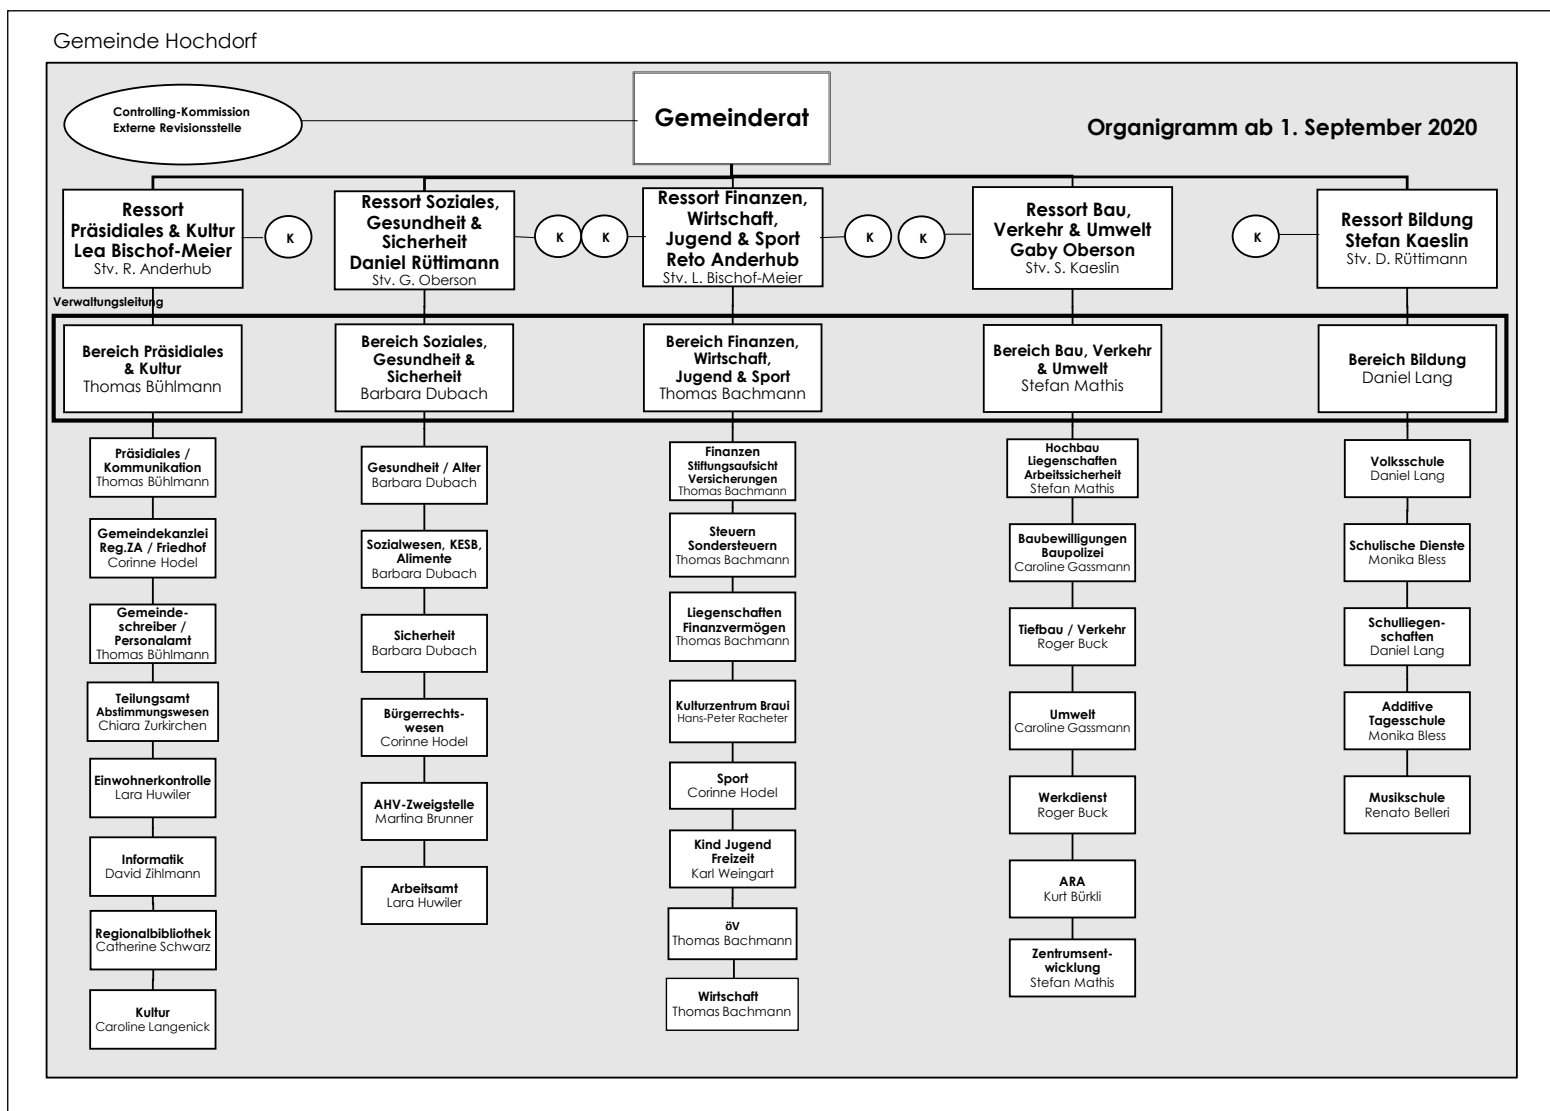 Gemeinde Hochdorf
Controlling-Kommission
Externe Revisionsstelle
Gemeinderat
Organigramm ab 1. September 2020
Ressort
Präsidiales & Kultur
Lea Bischof-Meier
Stv. R. Anderhub
K
Ressort Soziales,
Gesundheit &
Sicherheit
Daniel Rüttimann
Stv. G. Oberson
K
K
Ressort Finanzen,
Wirtschaft,
Jugend & Sport
Reto Anderhub
Stv. L. Bischof-Meier
K
K
Ressort Bau,
Verkehr & Umwelt
Gaby Oberson
Stv. S. Kaeslin
K
Ressort Bildung
Stefan Kaeslin
Stv. D. Rüttimann
Verwaltungsleitung
Bereich Präsidiales
& Kultur
Thomas Bühlmann
Bereich Soziales,
Gesundheit &
Sicherheit
Barbara Dubach
Bereich Finanzen,
Wirtschaft,
Jugend & Sport
Thomas Bachmann
Bereich Bau, Verkehr
& Umwelt
Stefan Mathis
Bereich Bildung
Daniel Lang
Präsidiales /
Kommunikation
Thomas Bühlmann
Gemeindekanzlei
Reg.ZA / Friedhof
Corinne Hodel
Gemeinde-
schreiber /
Personalamt
Thomas Bühlmann
Teilungsamt
Abstimmungswesen
Chiara Zurkirchen
Einwohnerkontrolle
Lara Huwiler
Informatik
David Zihlmann
Regionalbibliothek
Catherine Schwarz
Kultur
Caroline Langenick
Gesundheit / Alter
Barbara Dubach
Sozialwesen, KESB,
Alimente
Barbara Dubach
Sicherheit
Barbara Dubach
Bürgerrechts-
wesen
Corinne Hodel
AHV-Zweigstelle
Martina Brunner
Arbeitsamt
Lara Huwiler
Finanzen
Stiftungsaufsicht
Versicherungen
Thomas Bachmann
Steuern
Sondersteuern
Thomas Bachmann
Liegenschaften
Finanzvermögen
Thomas Bachmann
Kulturzentrum Braui
Hans-Peter Racheter
Sport
Corinne Hodel
Kind Jugend
Freizeit
Karl Weingart
öV
Thomas Bachmann
Wirtschaft
Thomas Bachmann
Hochbau
Liegenschaften
Arbeitssicherheit
Stefan Mathis
Baubewilligungen
Baupolizei
Caroline Gassmann
Tiefbau / Verkehr
Roger Buck
Umwelt
Caroline Gassmann
Werkdienst
Roger Buck
ARA
Kurt Bürkli
Zentrumsent-
wicklung
Stefan Mathis
Volksschule
Daniel Lang
Schulische Dienste
Monika Bless
Schulliegen-
schaften
Daniel Lang
Additive
Tagesschule
Monika Bless
Musikschule
Renato Belleri